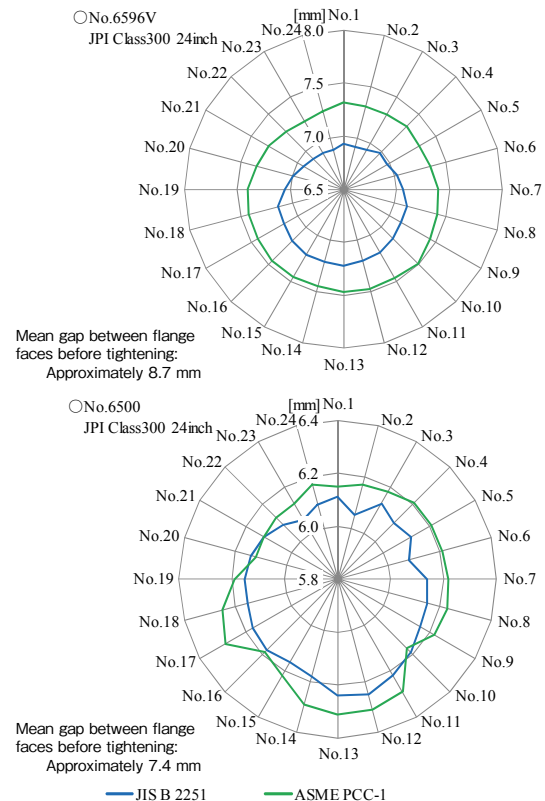 ○No.6596V
JPI Class300 24inch
[mm]
8.0
7.5
7.0
6.5
No.1
No.2
No.3
No.4
No.5
No.6
No.7
No.8
No.9
No.10
No.11
No.12
No.13
No.14
No.15
No.16
No.17
No.18
No.19
No.20
No.21
No.22
No.23
No.24
Mean gap between flange
faces before tightening:
Approximately 8.7 mm
○No.6500
JPI Class300 24inch
[mm]
6.4
6.2
6.0
5.8
No.1
No.2
No.3
No.4
No.5
No.6
No.7
No.8
No.9
No.10
No.11
No.12
No.13
No.14
No.15
No.16
No.17
No.18
No.19
No.20
No.21
No.22
No.23
No.24
Mean gap between flange
faces before tightening:
Approximately 7.4 mm
JIS B 2251
ASME PCC-1